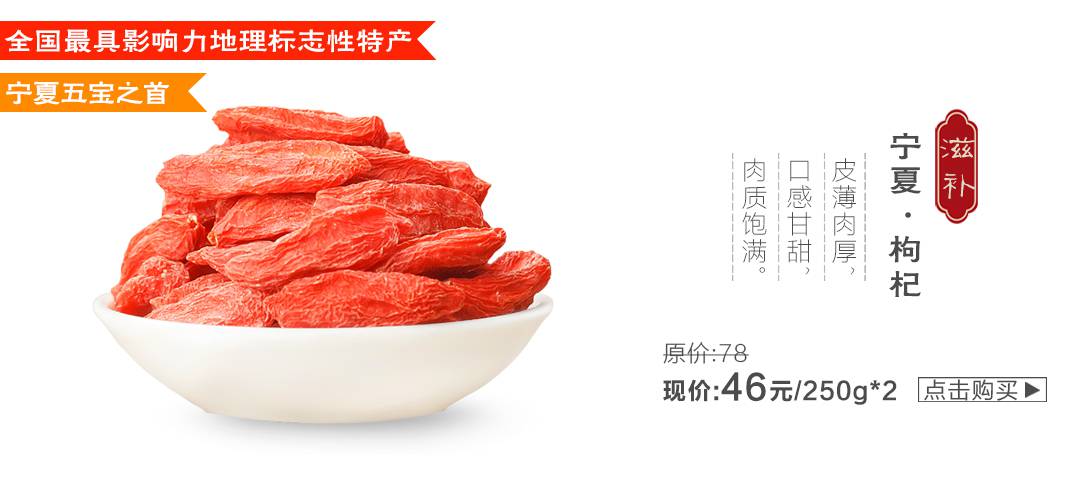 全国最具影响力地理标志性特产
宁夏五宝之首
滋补
宁夏·枸杞
皮薄肉厚，
口感甘甜，
肉质饱满。
原价:78
现价:46元/250g*2
点击购买▶